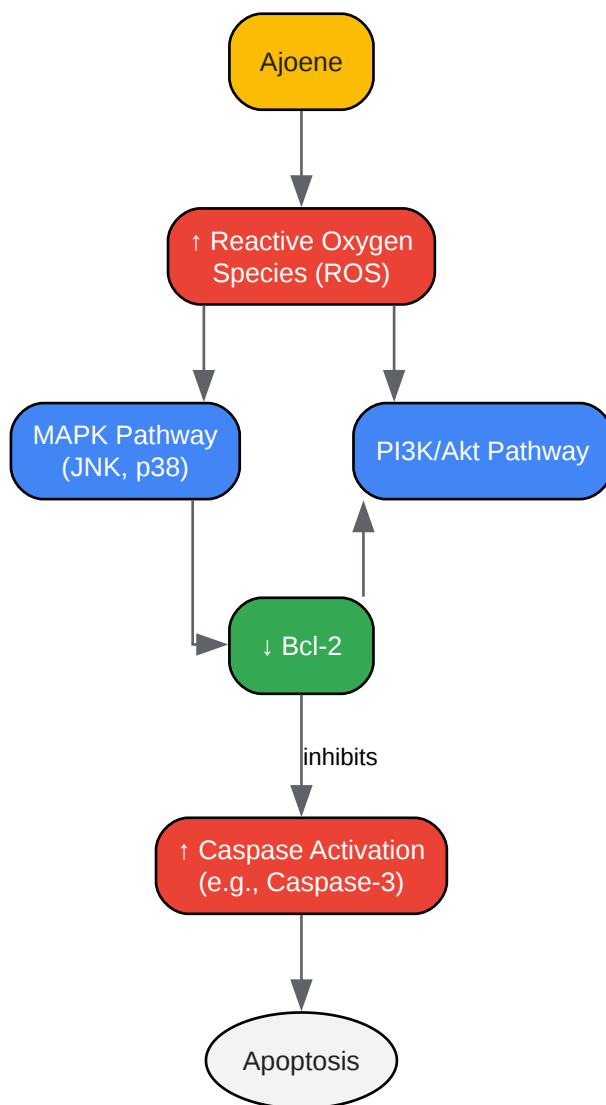 Ajoene
↑ Reactive Oxygen
Species (ROS)
MAPK Pathway
(JNK, p38)
PI3K/Akt Pathway
↓ Bcl-2
inhibits
↑ Caspase Activation
(e.g., Caspase-3)
Apoptosis